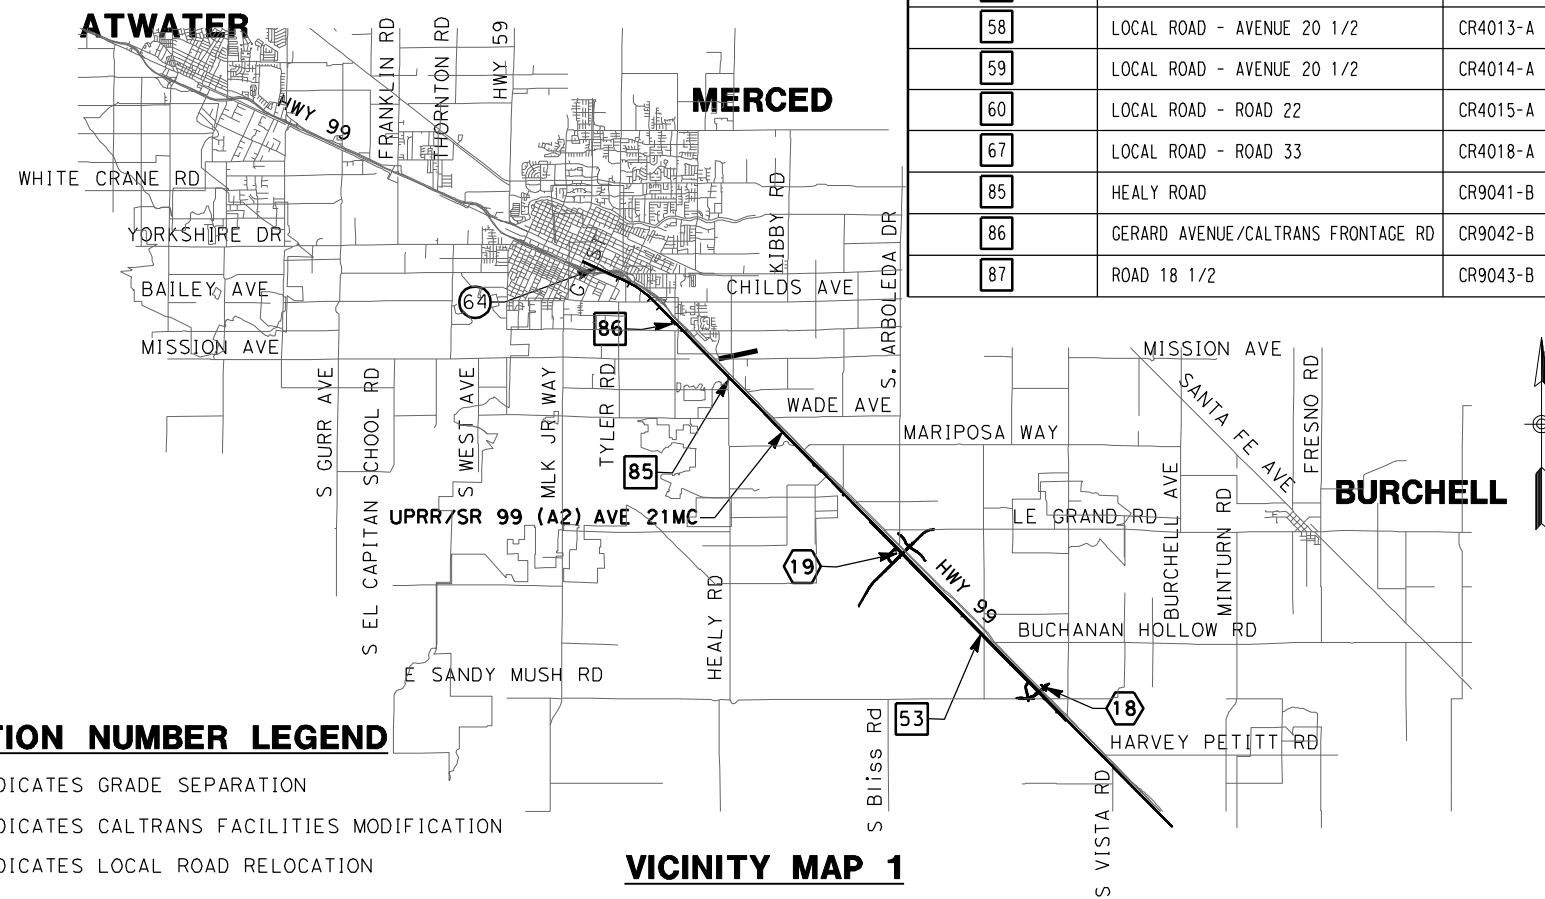 ATWATER
MERCED
BURCHELL
FRANKLIN RD
THORNTON RD
HWY 59
HWY 99
WHITE CRANE RD
YORKSHIRE DR
BAILEY AVE
MISSION AVE
KIBBY RD
S. ARBOLEDA DR
CHILDS AVE
64
86
S GURR AVE
S EL CAPITAN SCHOOL RD
S WEST AVE
MLK JR WAY
TYLER RD
WADE AVE
85
UPRR/SR 99 (A2) AVE 21MC
MARIPOSA WAY
MISSION AVE
SANTA FE AVE
FRESNO RD
LE GRAND RD
BURCHELL AVE
MINTURN RD
19
HWY 99
HEALY RD
BUCHANAN HOLLOW RD
E SANDY MUSH RD
53
18
S Bliss Rd
HARVEY PETITT RD
S VISTA RD
58 LOCAL ROAD - AVENUE 20 1/2 CR4013-A
59 LOCAL ROAD - AVENUE 20 1/2 CR4014-A
60 LOCAL ROAD - ROAD 22 CR4015-A
67 LOCAL ROAD - ROAD 33 CR4018-A
85 HEALY ROAD CR9041-B
86 GERARD AVENUE/CALTRANS FRONTAGE RD CR9042-B
87 ROAD 18 1/2 CR9043-B
TION NUMBER LEGEND
DICATES GRADE SEPARATION
DICATES CALTRANS FACILITIES MODIFICATION
DICATES LOCAL ROAD RELOCATION
VICINITY MAP 1